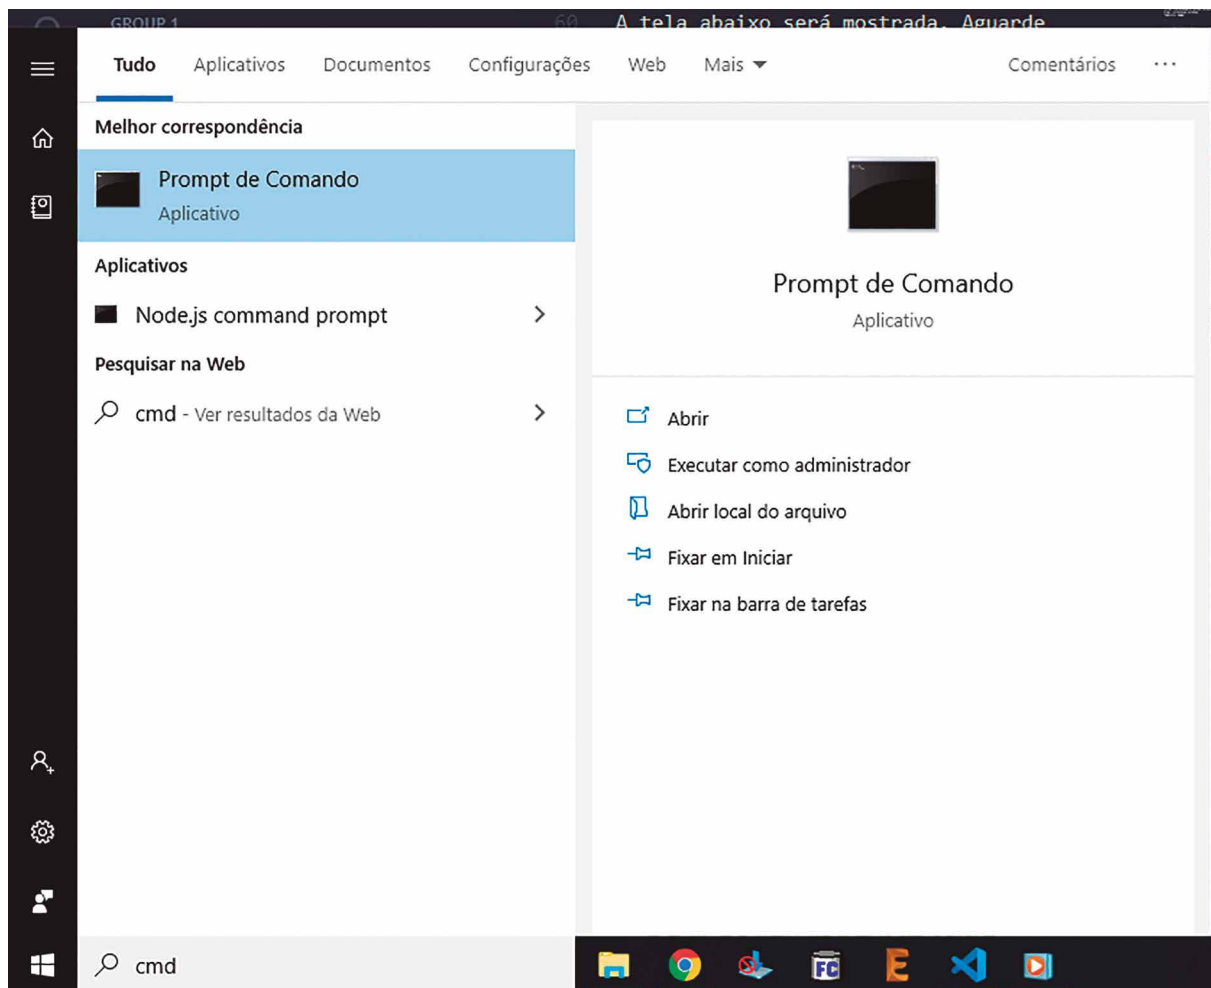 GROUP 1
60 A tela abaixo será mostrada. Aguarde
Tudo Aplicativos Documentos Configurações Web Mais Comentários ...
Melhor correspondência
Prompt de Comando
Aplicativo
Aplicativos
Node.js command prompt
Pesquisar na Web
cmd - Ver resultados da Web
Prompt de Comando
Aplicativo
Abrir
Executar como administrador
Abrir local do arquivo
Fixar em Iniciar
Fixar na barra de tarefas
cmd
FC
E